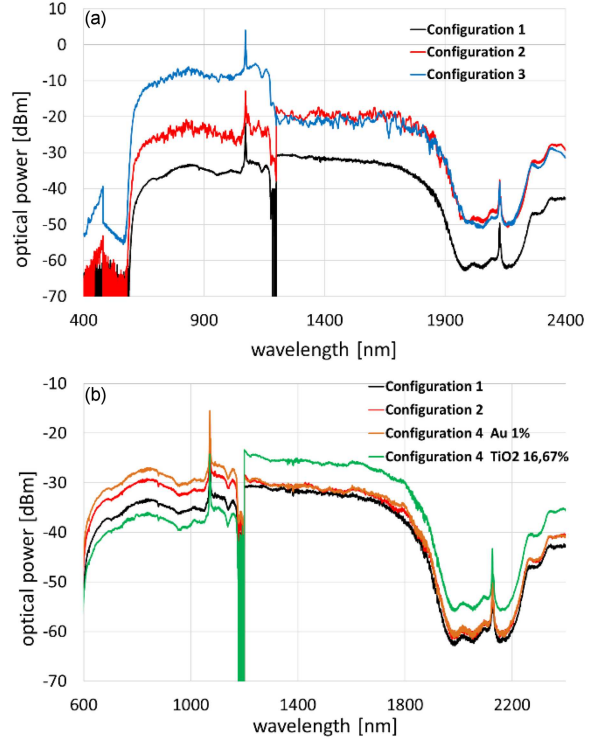 (a)
10
0
-10
-20
-30
-40
-50
-60
-70
optical power [dBm]
Configuration 1
Configuration 2
Configuration 3
400 900 1400 1900 2400
wavelength [nm]
(b)
-10
-20
-30
-40
-50
-60
-70
optical power [dBm]
Configuration 1
Configuration 2
Configuration 4 Au 1%
Configuration 4 TiO2 16,67%
600 1000 1400 1800 2200
wavelength [nm]